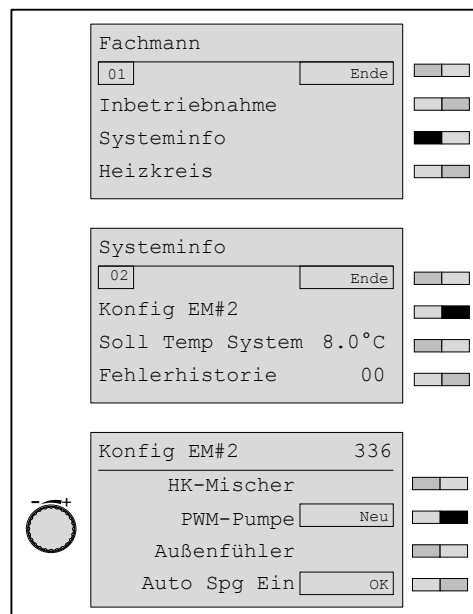 Fachmann
01 Ende
Inbetriebnahme
Systeminfo
Heizkreis
Systeminfo
02 Ende
Konfig EM#2
Soll Temp System 8.0°C
Fehlerhistorie 00
Konfig EM#2 336
HK-Mischer
- +
PWM-Pumpe Neu
Außenfühler
Auto Spg Ein OK